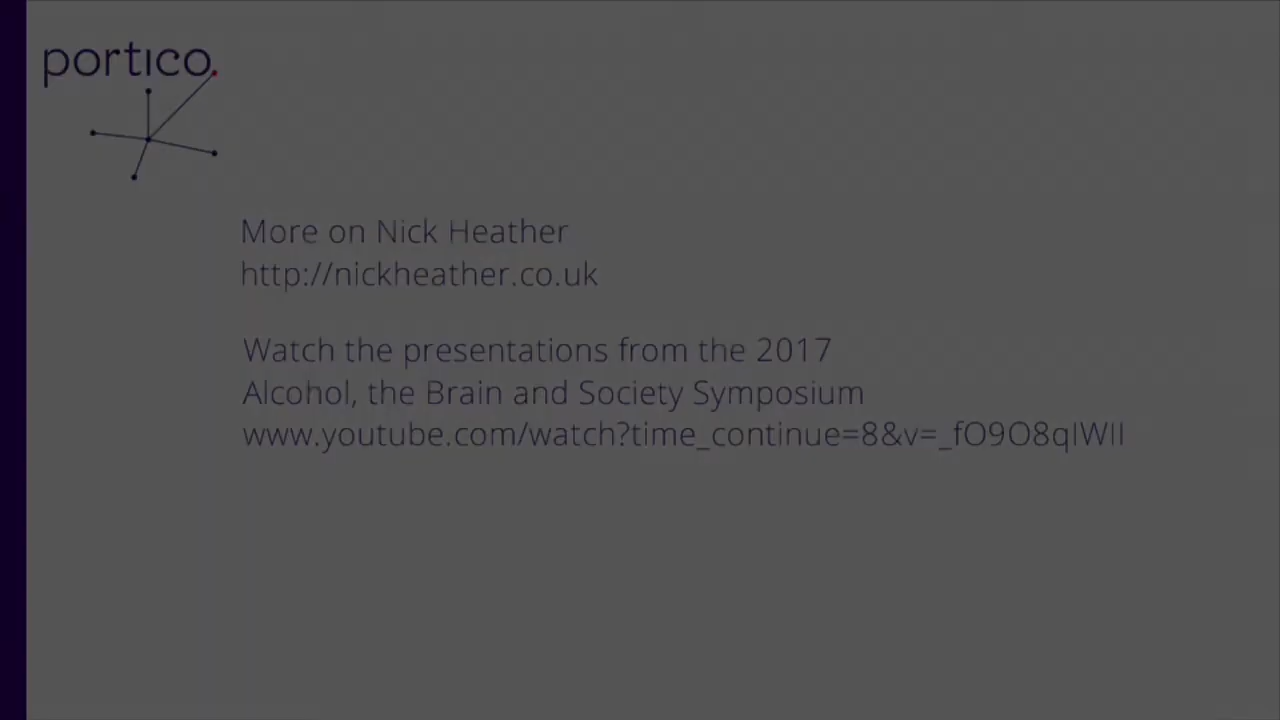 portico.
More on Nick Heather
http://nickheather.co.uk
Watch the presentations from the 2017
Alcohol, the Brain and Society Symposium
www.youtube.com/watch?time_continue=8&v=_fO9O8qIWII